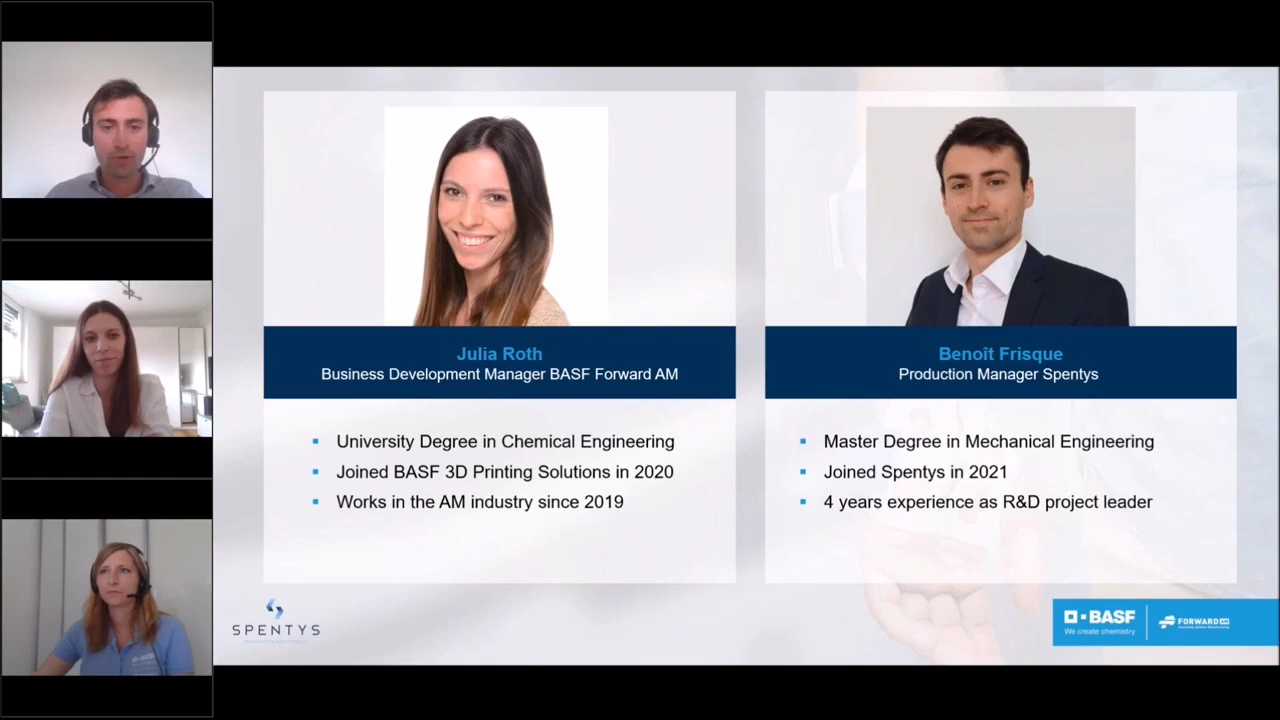 Julia Roth
Business Development Manager BASF Forward AM
University Degree in Chemical Engineering
Joined BASF 3D Printing Solutions in 2020
Works in the AM industry since 2019
Benoît Frisque
Production Manager Spentys
Master Degree in Mechanical Engineering
Joined Spentys in 2021
4 years experience as R&D project leader
SPENTYS
BASF
We create chemistry
FORWARD AM
BASF